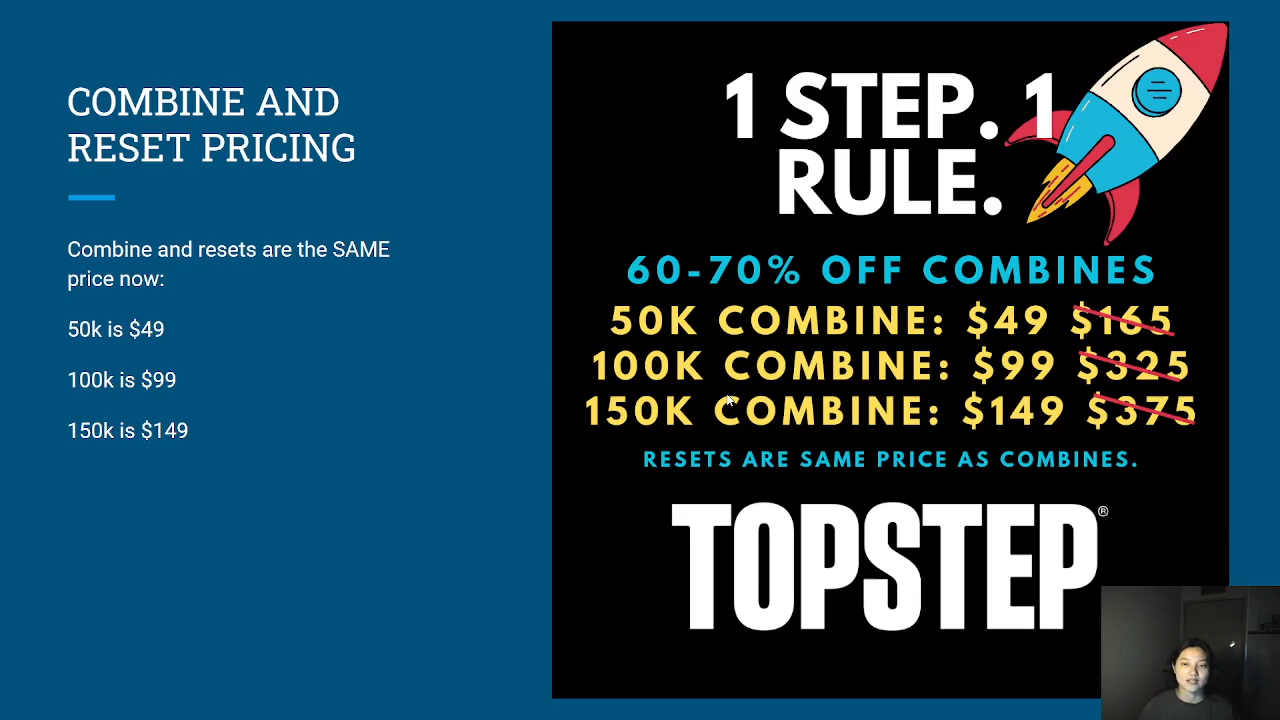 COMBINE AND
RESET PRICING
Combine and resets are the SAME
price now:
50k is $49
100k is $99
150k is $149
1 STEP. 1
RULE.
60-70% OFF COMBINES
50K COMBINE: $49 $165
100K COMBINE: $99 $325
150K COMBINE: $149 $375
RESETS ARE SAME PRICE AS COMBINES.
TOPSTEP®